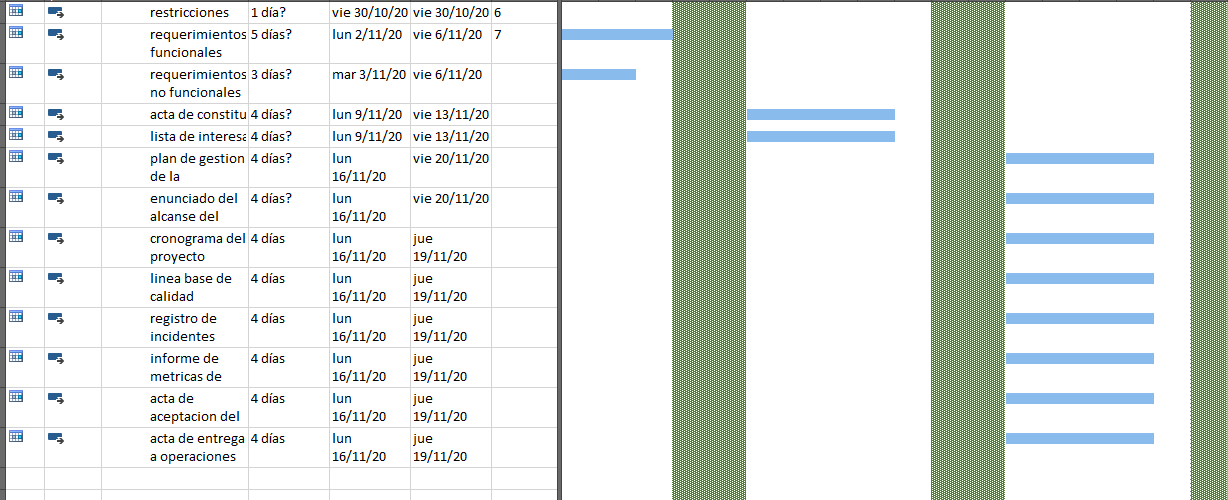 restricciones 1 día? vie 30/10/20 vie 30/10/20 6
requerimientos 5 días? lun 2/11/20 vie 6/11/20 7
funcionales
requerimientos 3 días? mar 3/11/20 vie 6/11/20
no funcionales
acta de constitu 4 días? lun 9/11/20 vie 13/11/20
lista de interesa 4 días? lun 9/11/20 vie 13/11/20
plan de gestion 4 días? lun vie 20/11/20
de la 16/11/20
enunciado del 4 días? lun vie 20/11/20
alcanse del 16/11/20
cronograma del 4 días lun jue
proyecto 16/11/20 19/11/20
linea base de 4 días lun jue
calidad 16/11/20 19/11/20
registro de 4 días lun jue
incidentes 16/11/20 19/11/20
informe de 4 días lun jue
metricas de 16/11/20 19/11/20
acta de 4 días lun jue
aceptacion del 16/11/20 19/11/20
acta de entrega 4 días lun jue
a operaciones 16/11/20 19/11/20